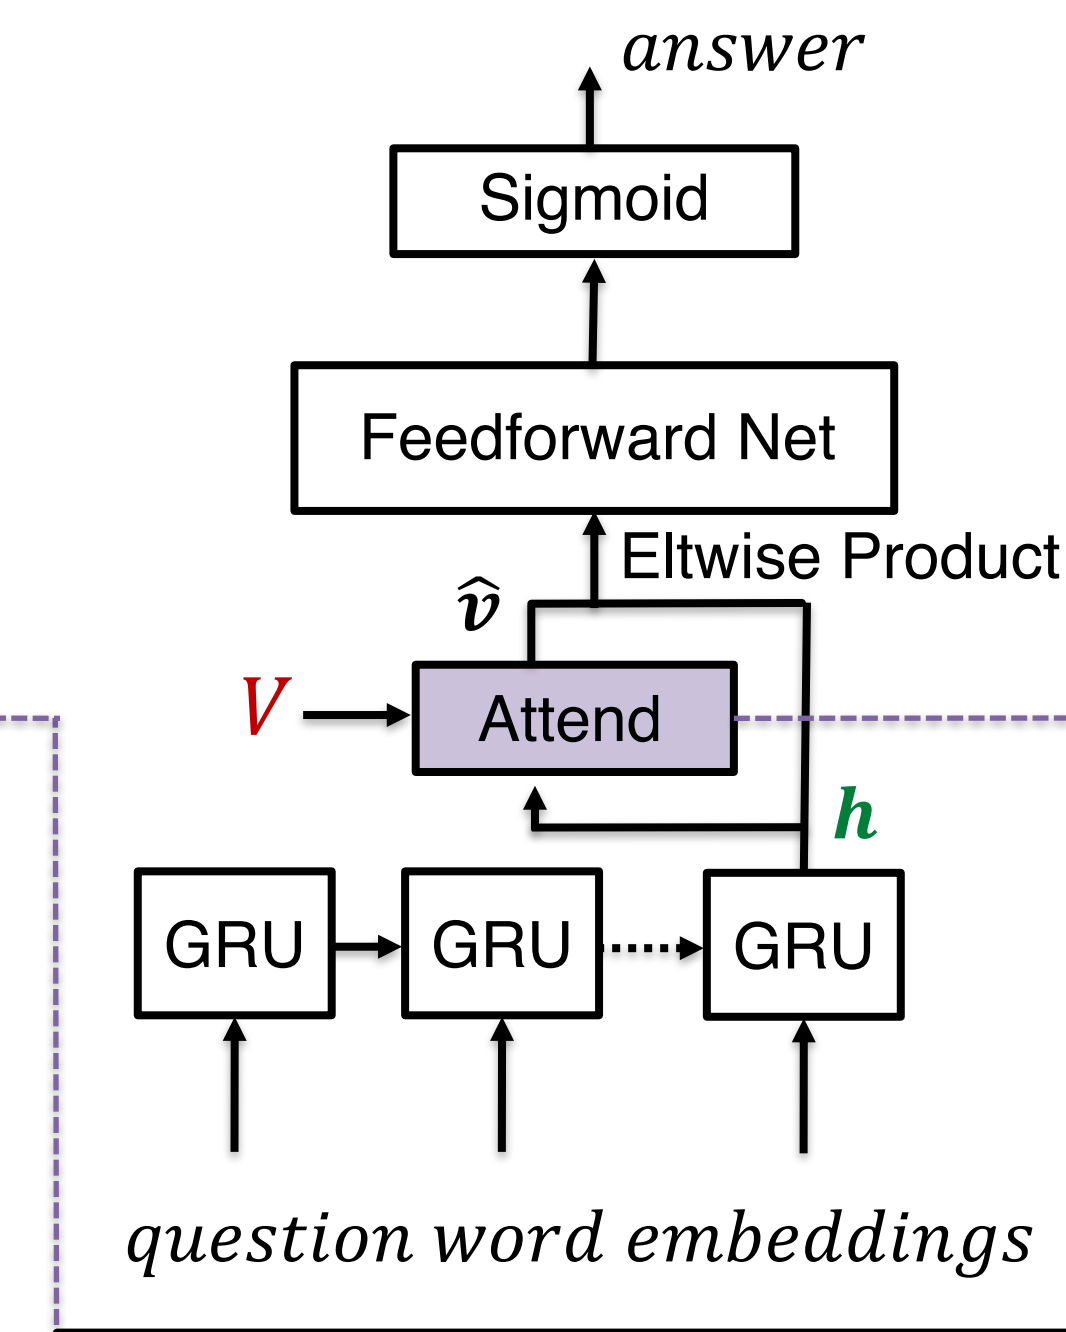 answer
Sigmoid
Feedforward Net
Eltwise Product
v̂
V
Attend
h
GRU GRU GRU
question word embeddings